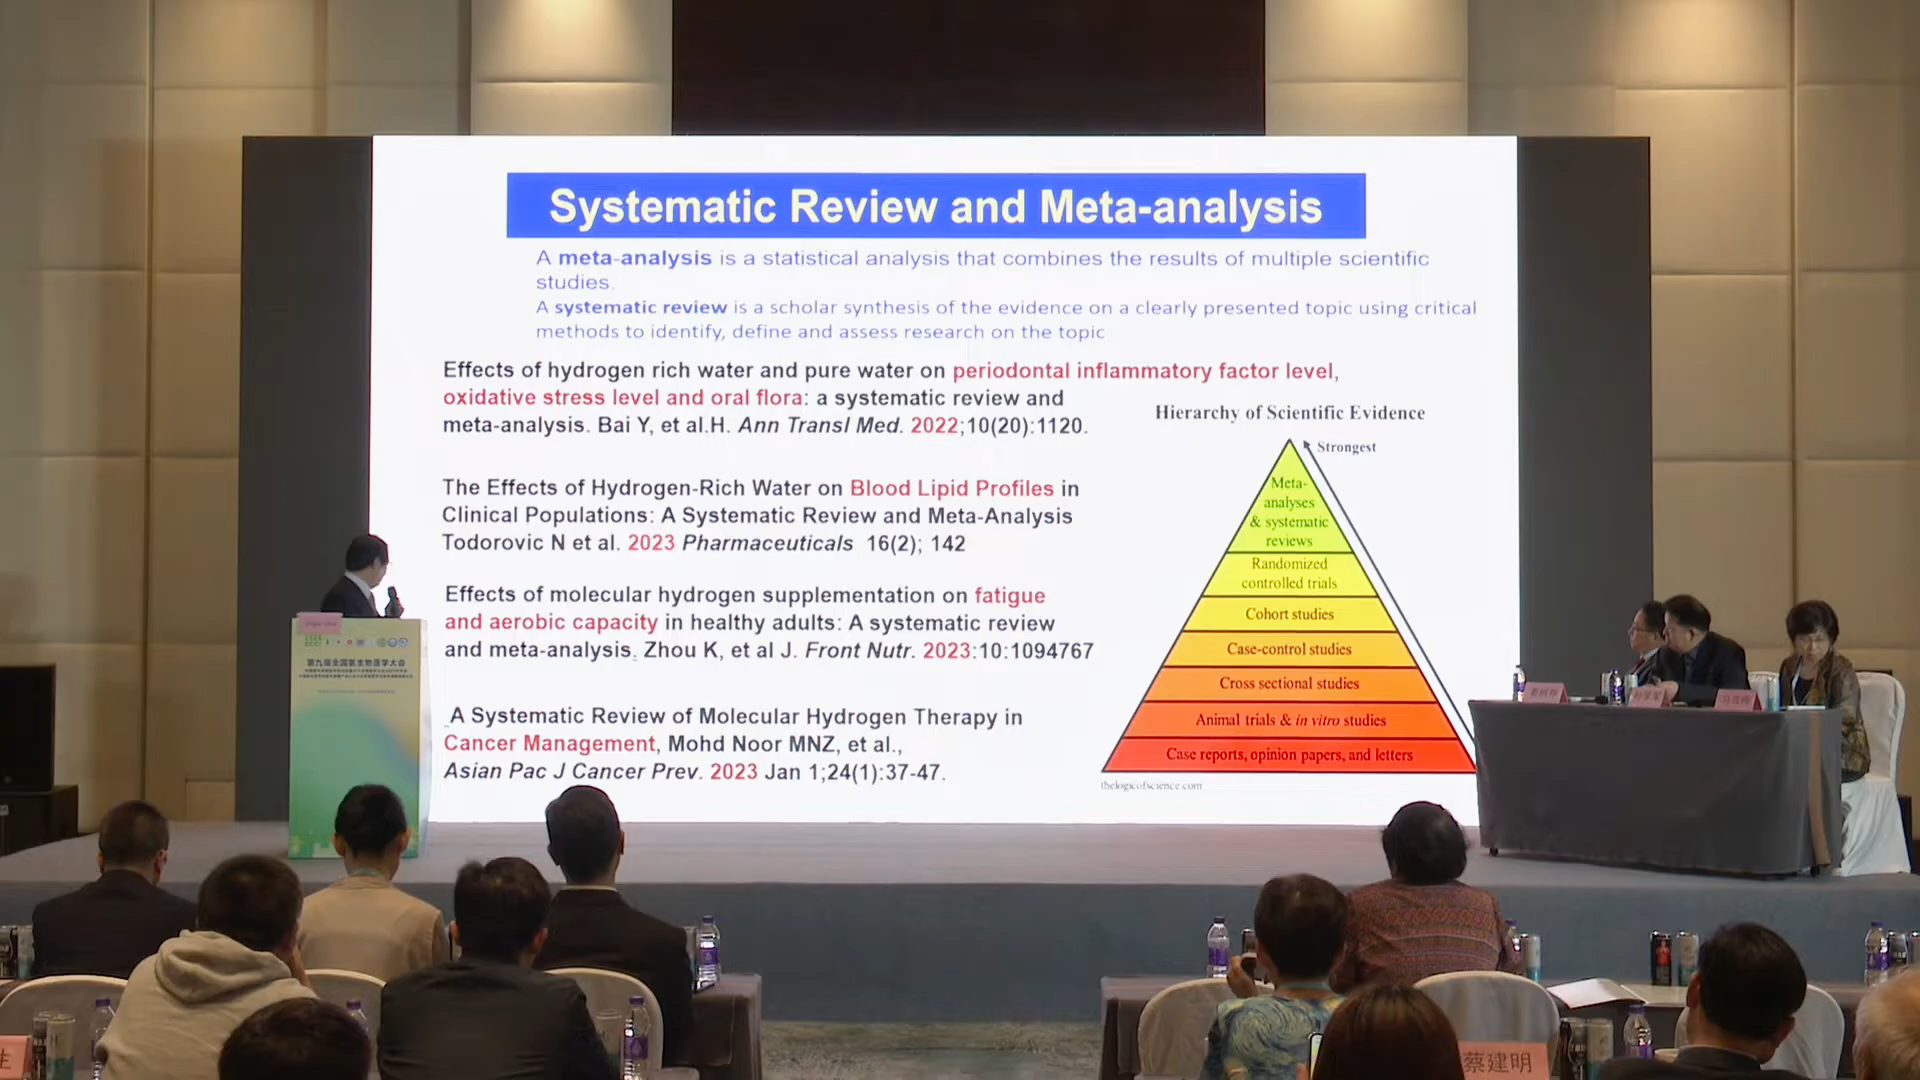 Systematic Review and Meta-analysis
A meta-analysis is a statistical analysis that combines the results of multiple scientific
studies.
A systematic review is a scholar synthesis of the evidence on a clearly presented topic using critical
methods to identify, define and assess research on the topic
Effects of hydrogen rich water and pure water on periodontal inflammatory factor level,
oxidative stress level and oral flora: a systematic review and
meta-analysis. Bai Y, et al.H. Ann Transl Med. 2022;10(20):1120.
The Effects of Hydrogen-Rich Water on Blood Lipid Profiles in
Clinical Populations: A Systematic Review and Meta-Analysis
Todorovic N et al. 2023 Pharmaceuticals 16(2); 142
Effects of molecular hydrogen supplementation on fatigue
and aerobic capacity in healthy adults: A systematic review
and meta-analysis. Zhou K, et al J. Front Nutr. 2023:10:1094767
A Systematic Review of Molecular Hydrogen Therapy in
Cancer Management, Mohd Noor MNZ, et al.,
Asian Pac J Cancer Prev. 2023 Jan 1;24(1):37-47.
Hierarchy of Scientific Evidence
Strongest
Meta-
analyses
& systematic
reviews
Randomized
controlled trials
Cohort studies
Case-control studies
Cross sectional studies
Animal trials & in vitro studies
Case reports, opinion papers, and letters
thelogicofscience.com
第九届全国氢生物医学大会
蔡建明
生